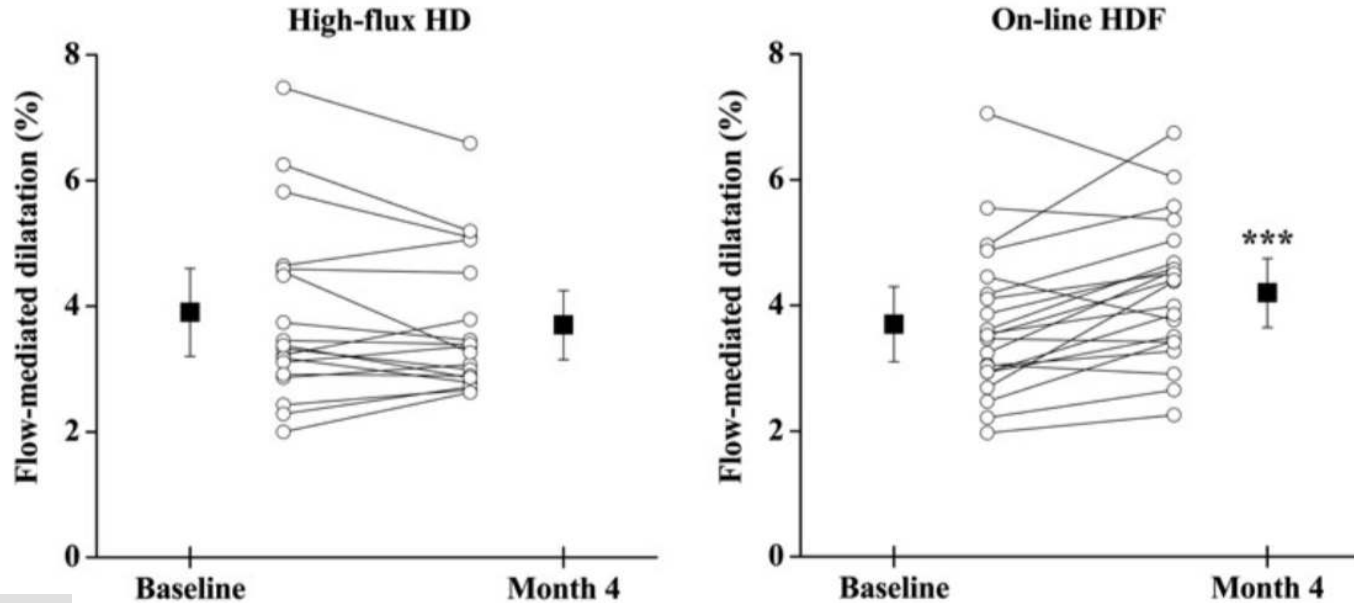 High-flux HD
Flow-mediated dilatation (%)
8
6
4
2
0
Baseline
Month 4
On-line HDF
Flow-mediated dilatation (%)
8
6
4
2
0
***
Baseline
Month 4